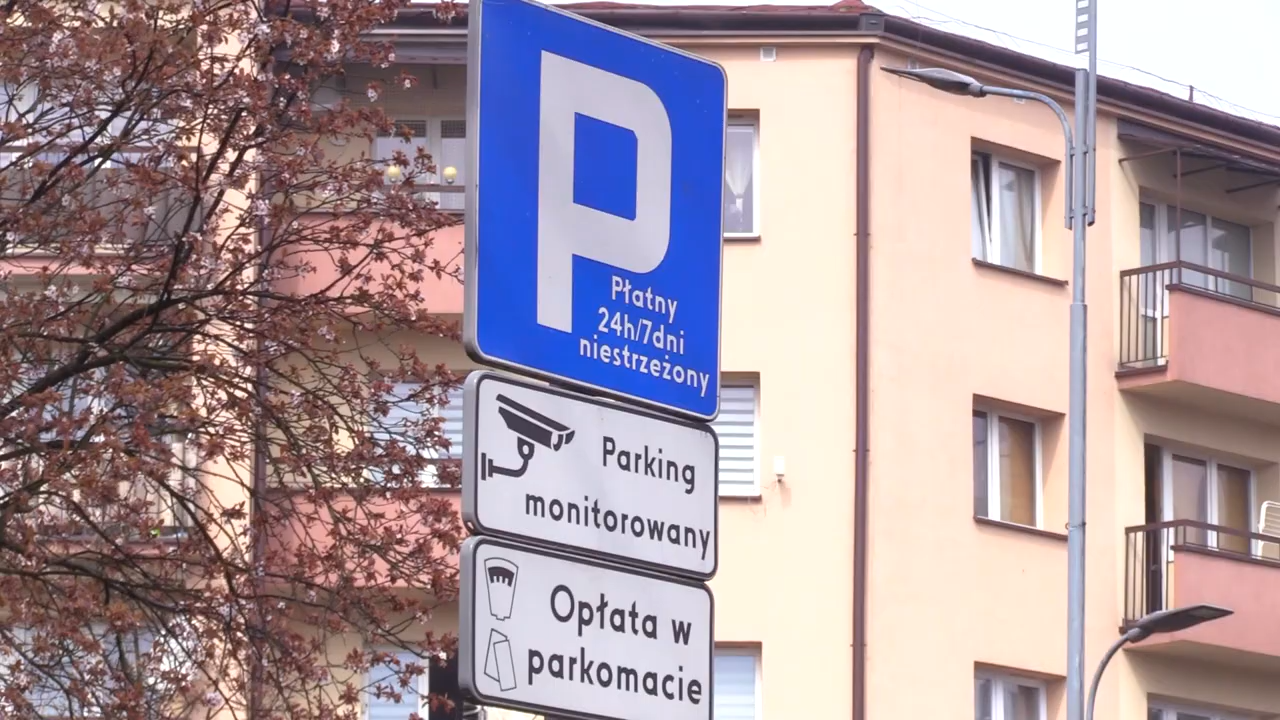 P
Płatny
24h/7dni
niestrzeżony
Parking
monitorowany
Opłata w
parkomacie